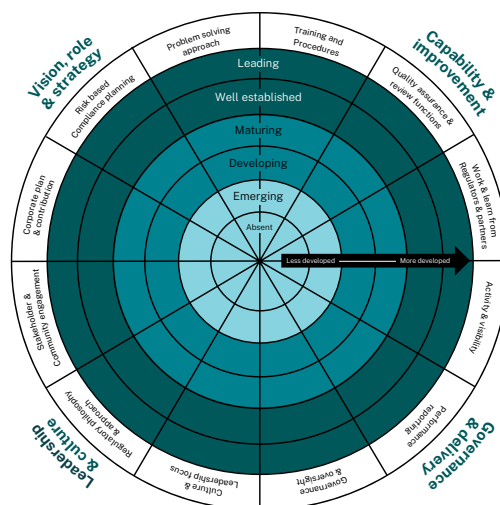 Vision, role
& strategy
Problem solving
approach
Training and
Procedures
Capability &
improvement
Risk based
Compliance planning
Quality assurance &
review functions
Corporate plan
& contribution
Work & learn from
Regulators & partners
Leading
Well established
Maturing
Developing
Emerging
Absent
Less developed
More developed
Stakeholder &
Community engagement
Activity & visibility
Regulatory philosophy
& approach
Performance
reporting
Culture &
Leadership focus
Governance
& oversight
Leadership
& culture
Governance
& delivery